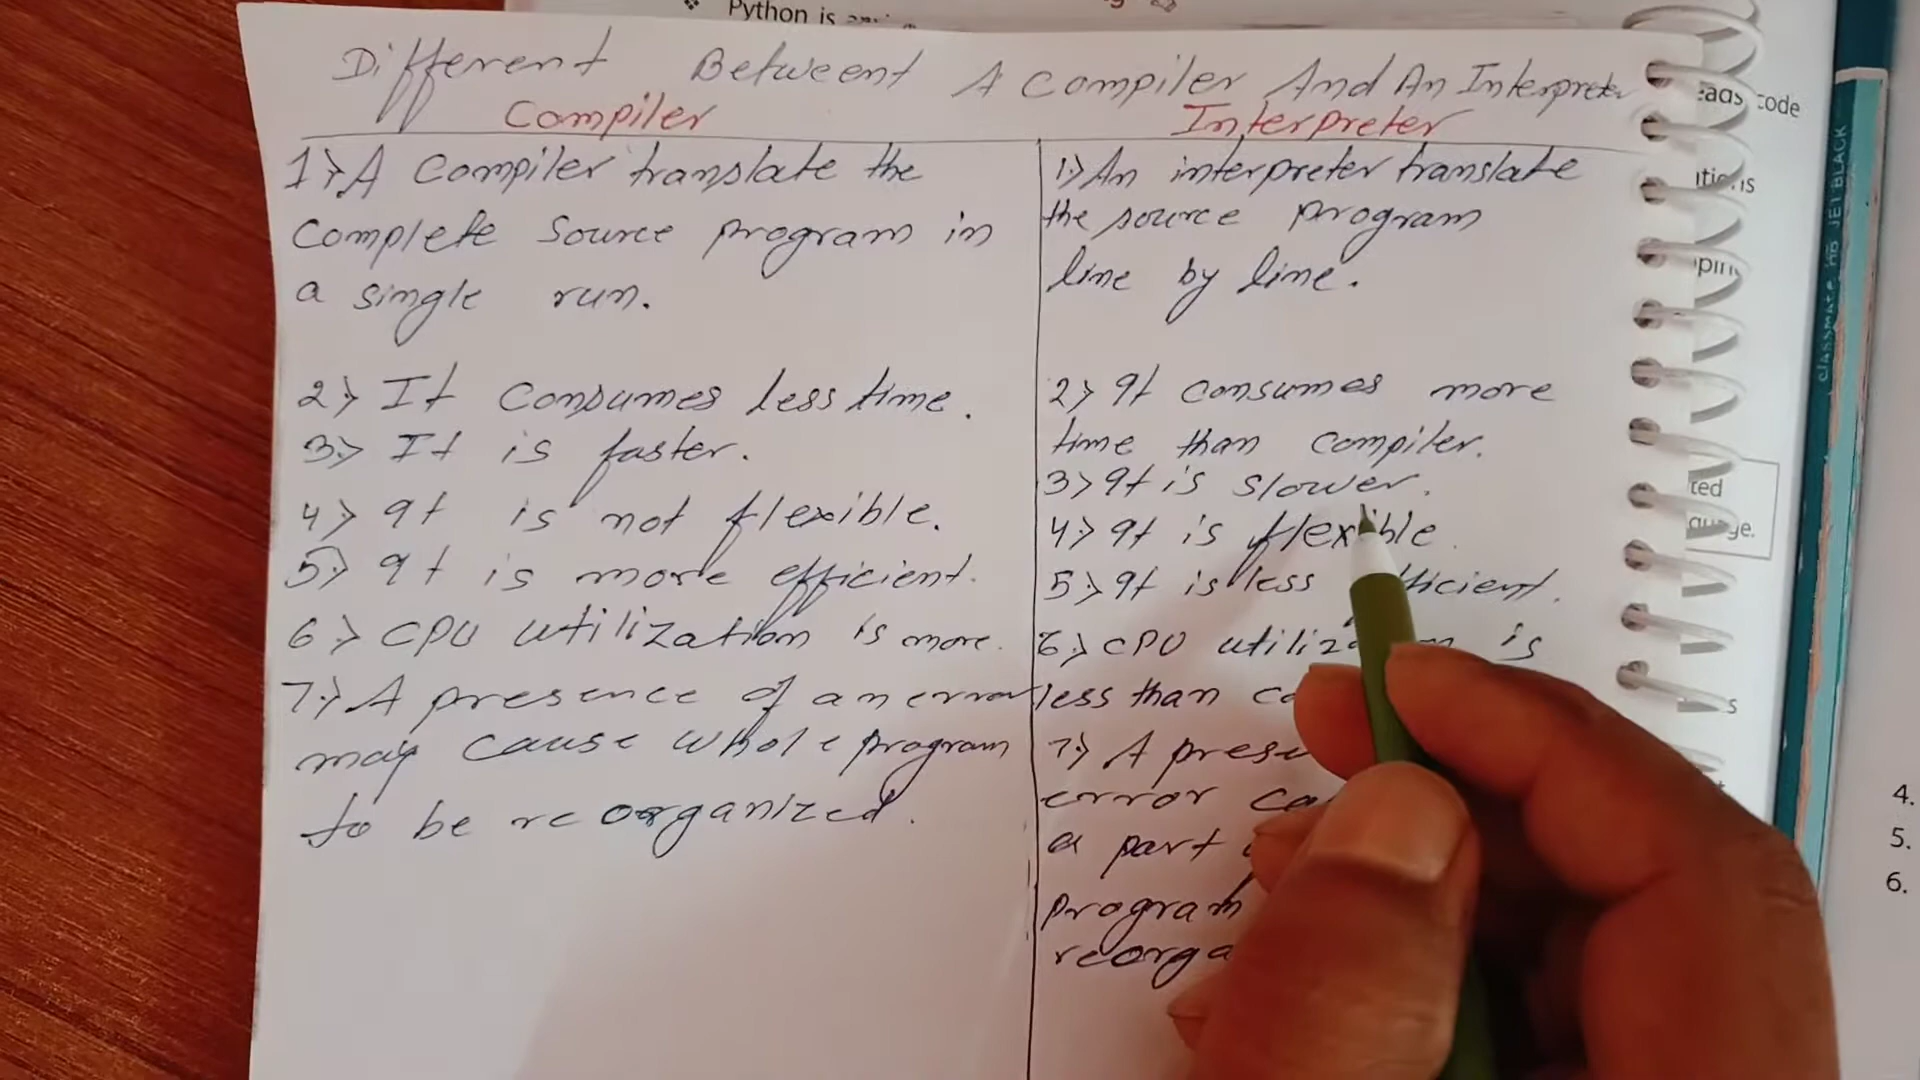 Python is
Different Betweent A Compiler And An Interpreter
Compiler
1> A Compiler translate the
Complete Source program in
a single run.
2> It Consumes less time.
3> It is faster.
4> It is not flexible.
5> It is more efficient.
6> CPU utilization is more.
7> A presence of an error
may cause whole program
to be reorganized.
Interpreter
1> An interpreter translate
the source program
line by line.
2> It consumes more
time than compiler.
3> It is slower.
4> It is flexible.
5> It is less
6> CPU is
less than
7> A
error
a part
program
code
CLASSMATE HD JETBLACK
4.
5.
6.